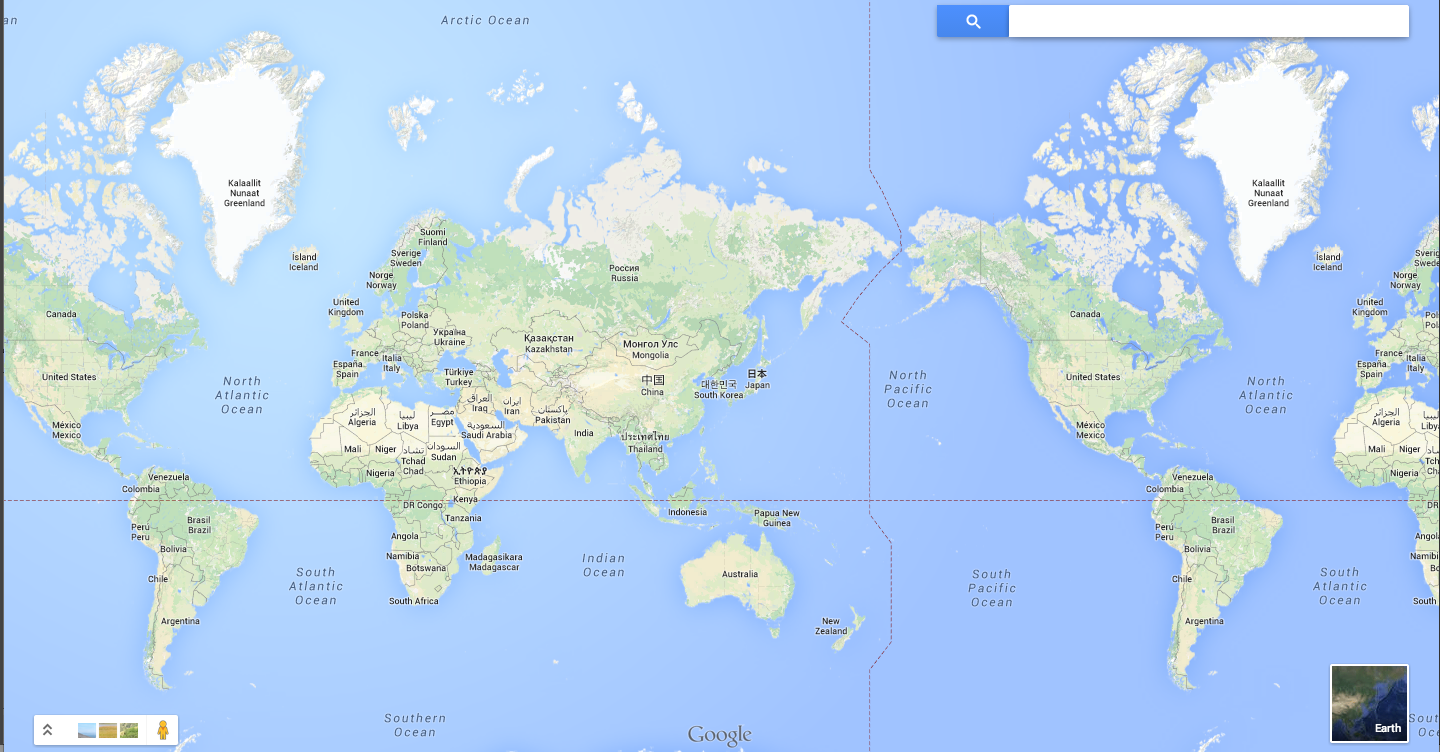 an
Arctic Ocean
Kalaallit
Nunaat
Greenland
Kalaallit
Nunaat
Greenland
Suomi
Finland
Ísland
Iceland
Sverige
Sweden
Norge
Norway
Россия
Russia
Ísland
Iceland
Norge
Norway
United
Kingdom
Polska
Poland
Canada
Україна
Ukraine
Қазақстан
Kazakhstan
Монгол Улс
Mongolia
Canada
United
Kingdom
France
Italia
Italy
España
Spain
Türkiye
Turkey
中国
China
日本
Japan
대한민국
South Korea
France
Italia
Italy
España
Spain
United States
North
Atlantic
Ocean
North
Pacific
Ocean
United States
North
Atlantic
Ocean
الجزائر
Algeria
ليبيا
Libya
مصر
Egypt
العراق
Iraq
ایران
Iran
پاکستان
Pakistan
السعودية
Saudi Arabia
India
ประเทศไทย
Thailand
México
Mexico
México
Mexico
الجزائر
Algeria
Mali
Niger
تشاد
Tchad
Chad
السودان
Sudan
Mali
Niger
Nigeria
ኢትዮጵያ
Ethiopia
Nigeria
Venezuela
Colombia
Venezuela
Colombia
DR Congo
Kenya
Tanzania
Indonesia
Papua New
Guinea
Peru
Peru
Brasil
Brazil
Bolivia
Angola
Peru
Peru
Brasil
Brazil
Bolivia
Namibia
Botswana
Madagasikara
Madagascar
Indian
Ocean
Australia
Chile
South
Atlantic
Ocean
South
Pacific
Ocean
Chile
South
Atlantic
Ocean
South Africa
Argentina
New
Zealand
Argentina
Southern
Ocean
Google
Earth